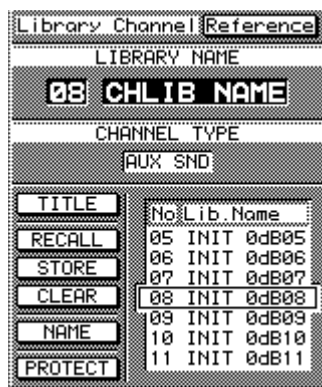 Library Channel Reference
LIBRARY NAME
08 CHLIB NAME
CHANNEL TYPE
AUX SND
TITLE
RECALL
STORE
CLEAR
NAME
PROTECT
No Lib.Name
05 INIT 0dB05
06 INIT 0dB06
07 INIT 0dB07
08 INIT 0dB08
09 INIT 0dB09
10 INIT 0dB10
11 INIT 0dB11